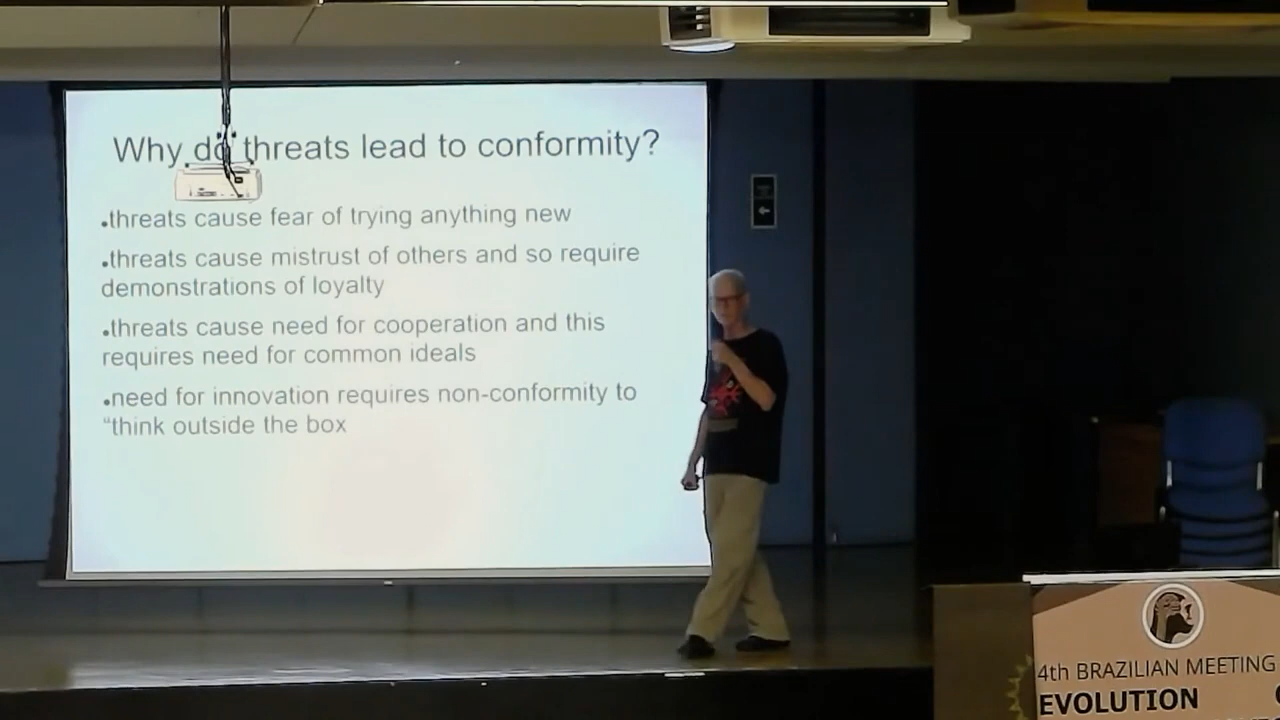 Why do threats lead to conformity?
•threats cause fear of trying anything new
•threats cause mistrust of others and so require
demonstrations of loyalty
•threats cause need for cooperation and this
requires need for common ideals
•need for innovation requires non-conformity to
“think outside the box
4th BRAZILIAN MEETING
EVOLUTION